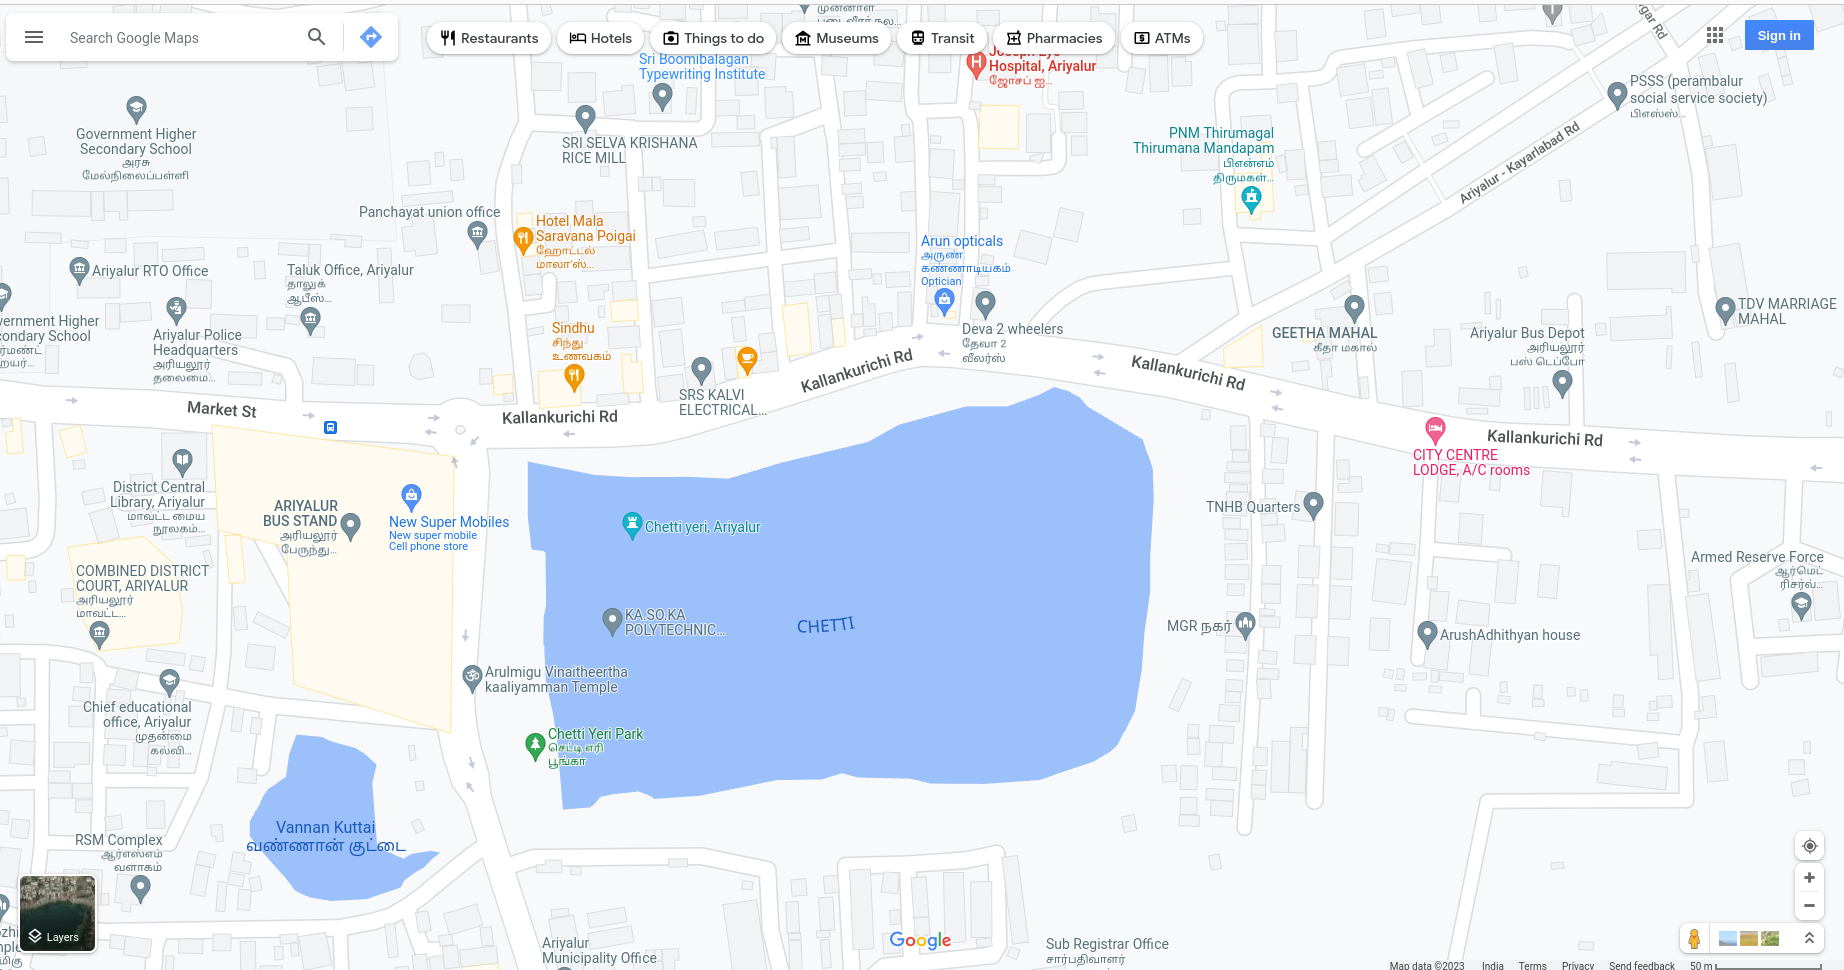 Search Google Maps
Restaurants
Hotels
Things to do
Museums
Transit
Pharmacies
ATMs
Sign in
Sri Boomibalagan
Typewriting Institute
Hospital, Ariyalur
ஜோசப் ஐ...
PSSS (perambalur
social service society)
பிஎஸ்ஸ்...
Government Higher
Secondary School
அரசு
மேல்நிலைப்பள்ளி
SRI SELVA KRISHANA
RICE MILL
PNM Thirumagal
Thirumana Mandapam
பிஎன்எம்
திருமகள்...
Ariyalur - Kayarlabad Rd
Panchayat union office
Hotel Mala
Saravana Poigai
ஹோட்டல்
மாலா'ஸ்...
Arun opticals
அருண்
கண்ணாடியகம்
Optician
Ariyalur RTO Office
Taluk Office, Ariyalur
தாலுக்
ஆபீஸ்...
Ariyalur Police
Headquarters
அரியலூர்
தலைமை...
Sindhu
சிந்து
உணவகம்
Deva 2 wheelers
தேவா 2
வீலர்ஸ்
GEETHA MAHAL
கீதா மகால்
Ariyalur Bus Depot
அரியலூர்
பஸ் டெப்போ
TDV MARRIAGE
MAHAL
SRS KALVI
ELECTRICAL...
Kallankurichi Rd
Kallankurichi Rd
Kallankurichi Rd
Kallankurichi Rd
Market St
CITY CENTRE
LODGE, A/C rooms
District Central
Library, Ariyalur
மாவட்ட மைய
நூலகம்...
ARIYALUR
BUS STAND
அரியலூர்
பேருந்து...
New Super Mobiles
New super mobile
Cell phone store
Chetti yeri, Ariyalur
TNHB Quarters
COMBINED DISTRICT
COURT, ARIYALUR
அரியலூர்
மாவட்ட...
Armed Reserve Force
ஆர்மெட்
ரிசர்வ்...
KA.SO.KA
POLYTECHNIC...
CHETTI
MGR நகர்
ArushAdhithyan house
Arulmigu Vinaitheertha
kaaliyamman Temple
Chief educational
office, Ariyalur
முதன்மை
கல்வி...
Chetti Yeri Park
செட்டி எரி
பூங்கா
Vannan Kuttai
வண்ணான் குட்டை
RSM Complex
ஆர்எஸ்எம்
வளாகம்
Layers
Ariyalur
Municipality Office
Google
Sub Registrar Office
சார்பதிவாளர்
Map data ©2023
India
Terms
Privacy
Send feedback
50 m